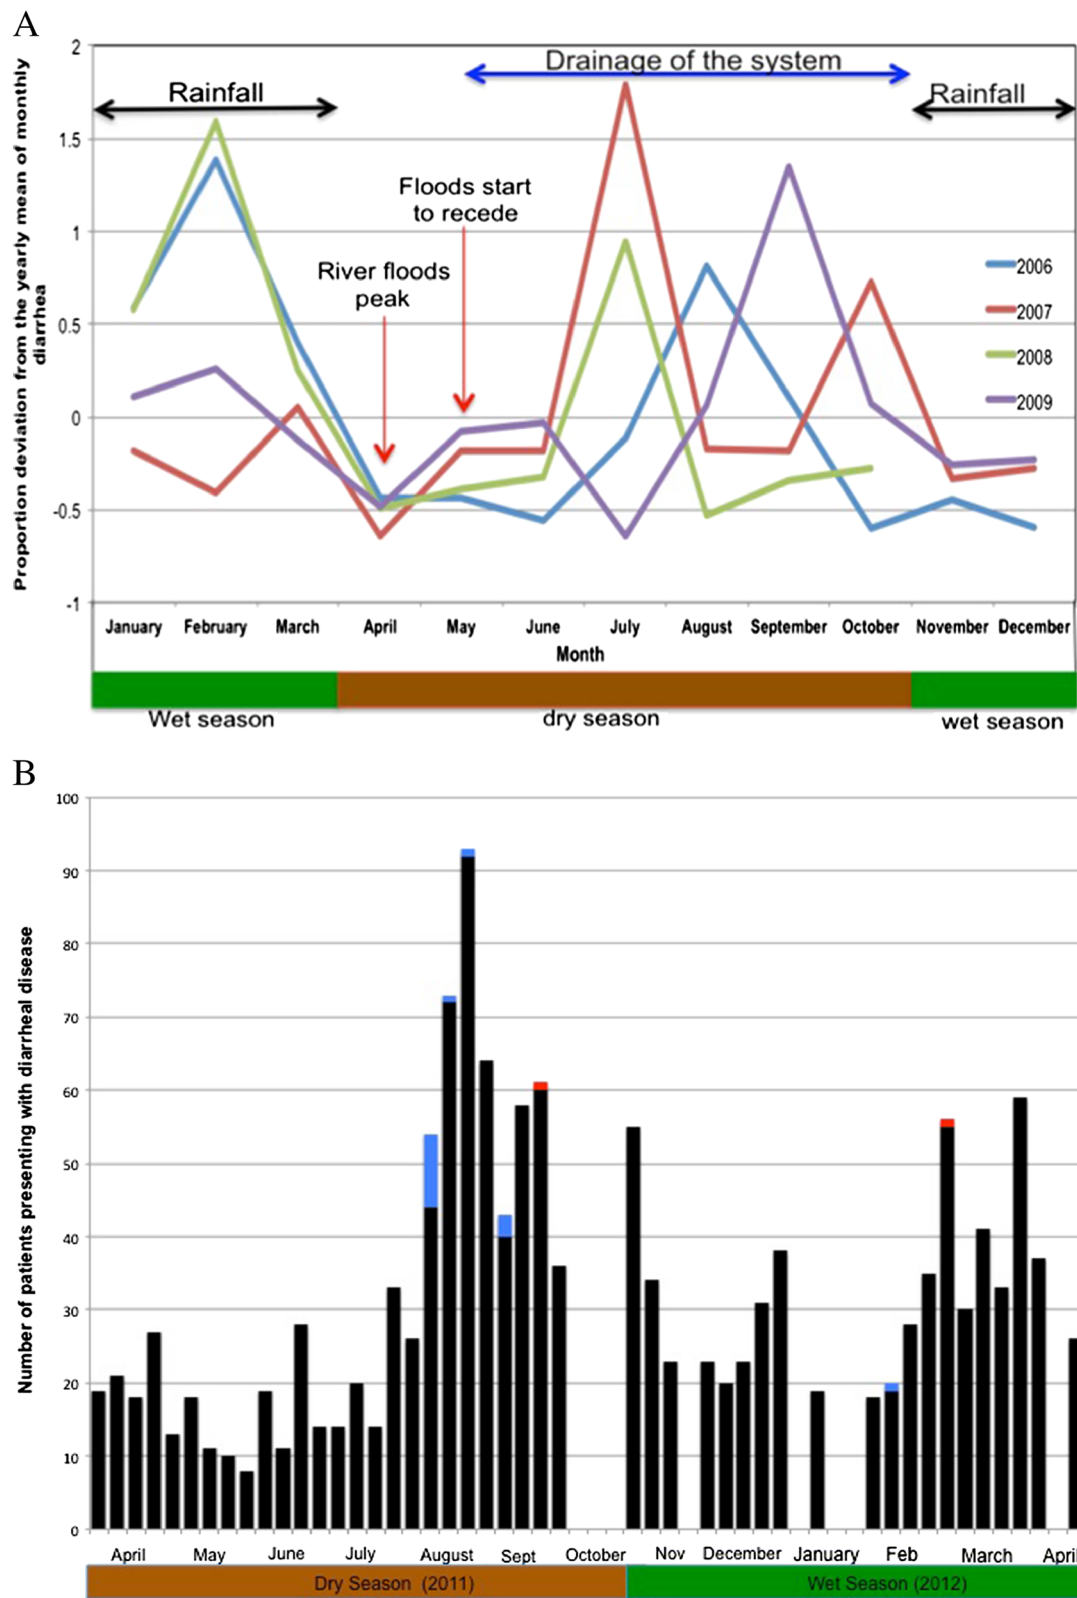 A
Proportion deviation from the yearly mean of monthly
diarrhea
2
1.5
1
0.5
0
-0.5
-1
Rainfall
Drainage of the system
Rainfall
Floods start
to recede
River floods
peak
2006
2007
2008
2009
January February March April May June July August September October November December
Month
Wet season dry season wet season
B
Number of patients presenting with diarrheal disease
100
90
80
70
60
50
40
30
20
10
0
April May June July August Sept October Nov December January Feb March April
Dry Season (2011) Wet Season (2012)